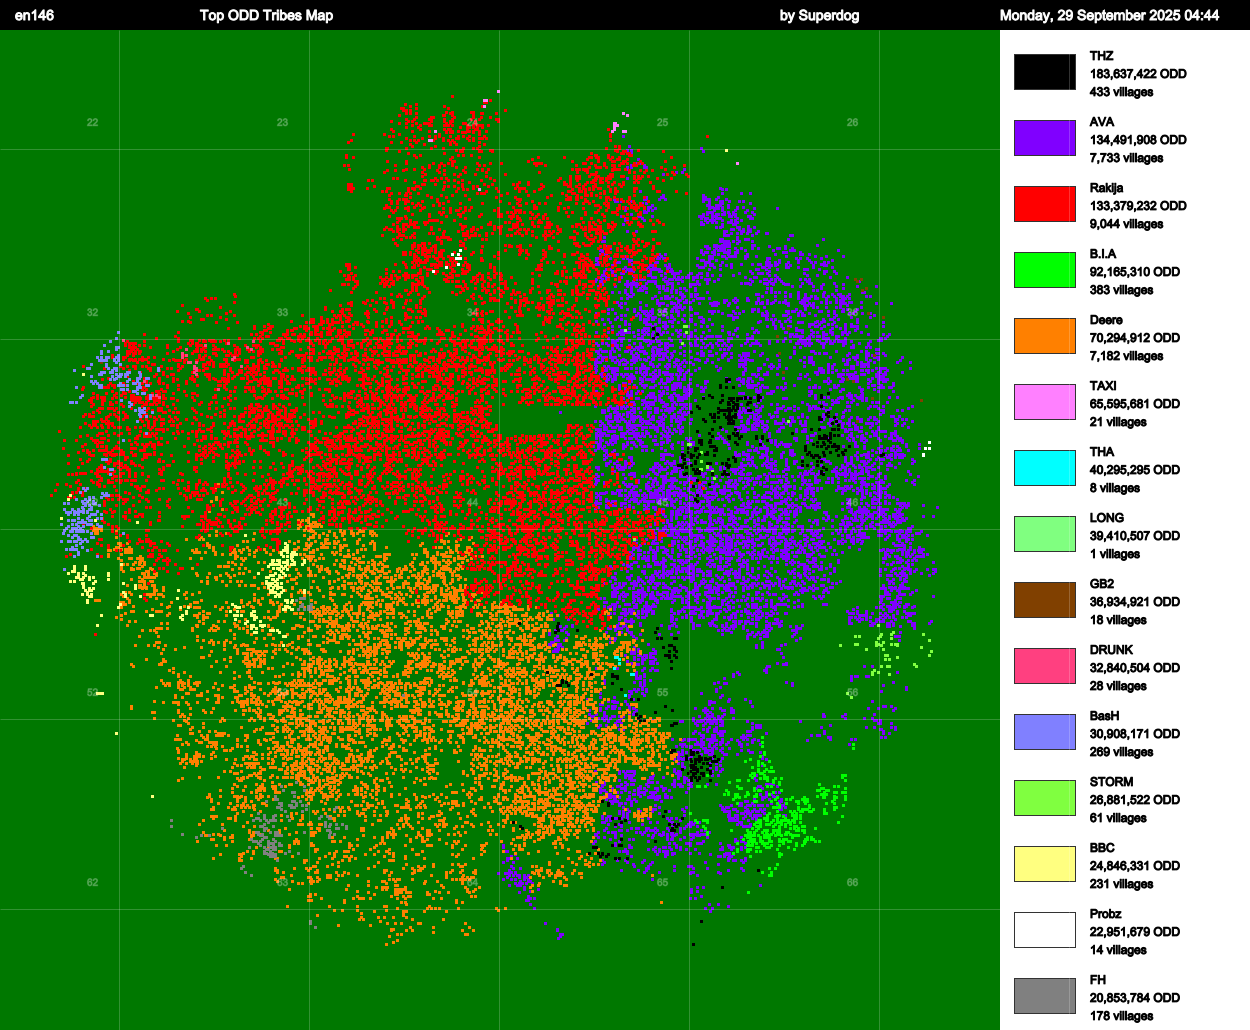 en146 Top ODD Tribes Map by Superdog Monday, 29 September 2025 04:44
THZ
183,637,422 ODD
433 villages
AVA
134,491,908 ODD
7,733 villages
Rakija
133,379,232 ODD
9,044 villages
B.I.A
92,165,310 ODD
383 villages
Deere
70,294,912 ODD
7,182 villages
TAXI
65,595,681 ODD
21 villages
THA
40,295,295 ODD
8 villages
LONG
39,410,507 ODD
1 villages
GB2
36,934,921 ODD
18 villages
DRUNK
32,840,504 ODD
28 villages
BasH
30,908,171 ODD
269 villages
STORM
26,881,522 ODD
61 villages
BBC
24,846,331 ODD
231 villages
Probz
22,951,679 ODD
14 villages
FH
20,853,784 ODD
178 villages
22 23 24 25 26
32 33 34 35 36
43 44 45 46
52 55 56
62 63 64 65 66